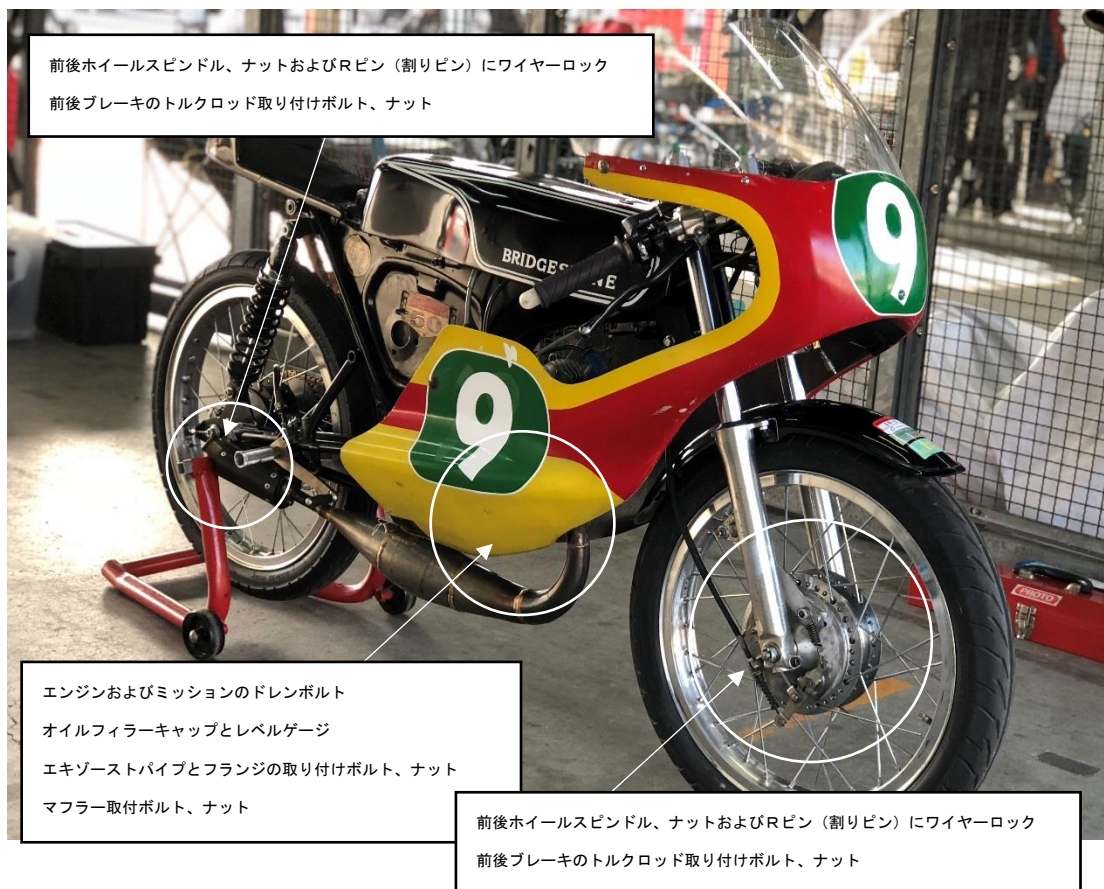 前後ホイールスピンドル、ナットおよびRピン（割りピン）にワイヤーロック
前後ブレーキのトルクロッド取り付けボルト、ナット
BRIDGES NE
9
9
PROTO
エンジンおよびミッションのドレンボルト
オイルフィラーキャップとレベルゲージ
エキゾーストパイプとフランジの取り付けボルト、ナット
マフラー取付ボルト、ナット
前後ホイールスピンドル、ナットおよびRピン（割りピン）にワイヤーロック
前後ブレーキのトルクロッド取り付けボルト、ナット